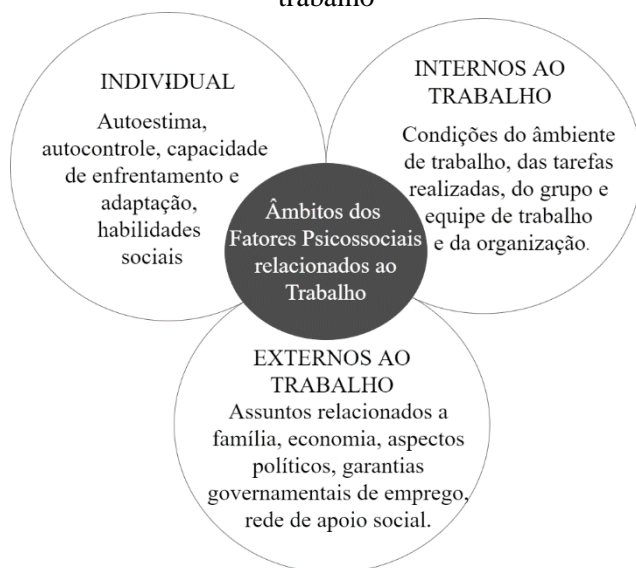 trabalho
INDIVIDUAL
Autoestima,
autocontrole, capacidade
de enfrentamento e
adaptação,
habilidades
sociais
INTERNOS AO
TRABALHO
Condições do âmbiente
de trabalho, das tarefas
realizadas, do grupo e
equipe de trabalho
e da organização.
Âmbitos dos
Fatores Psicossociais
relacionados ao
Trabalho
EXTERNOS AO
TRABALHO
Assuntos relacionados a
família, economia, aspectos
políticos, garantias
governamentais de emprego,
rede de apoio social.